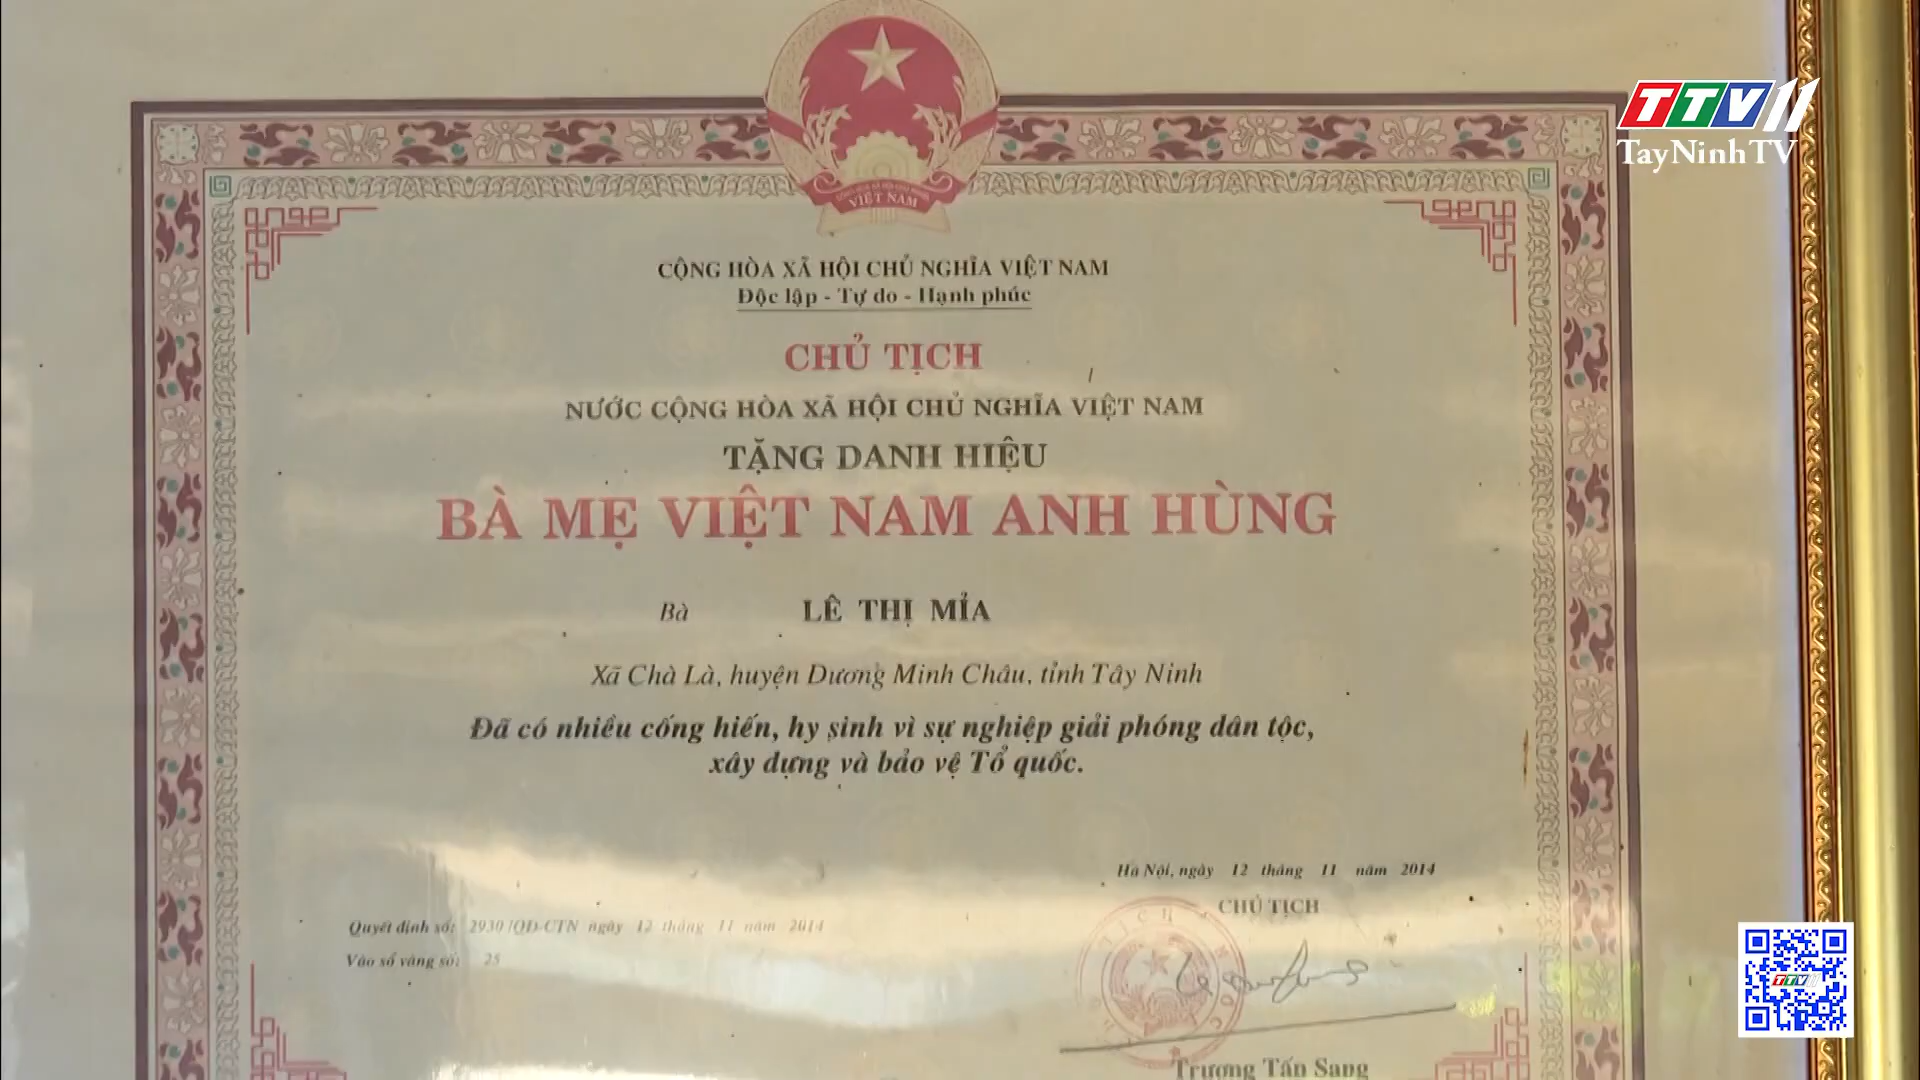 TTV11
TayNinhTV
VIỆT NAM
CỘNG HÒA XÃ HỘI CHỦ NGHĨA VIỆT NAM
Độc lập - Tự do - Hạnh phúc
CHỦ TỊCH
NƯỚC CỘNG HÒA XÃ HỘI CHỦ NGHĨA VIỆT NAM
TẶNG DANH HIỆU
BÀ MẸ VIỆT NAM ANH HÙNG
Bà LÊ THỊ MỈA
Xã Chà Là, huyện Dương Minh Châu, tỉnh Tây Ninh
Đã có nhiều cống hiến, hy sinh vì sự nghiệp giải phóng dân tộc,
xây dựng và bảo vệ Tổ quốc.
Hà Nội, ngày 12 tháng 11 năm 2014
CHỦ TỊCH
Quyết định số: 2930/QĐ-CTN ngày 12 tháng 11 năm 2014
Vào sổ vàng số: 25
Trương Tấn Sang
TTV11